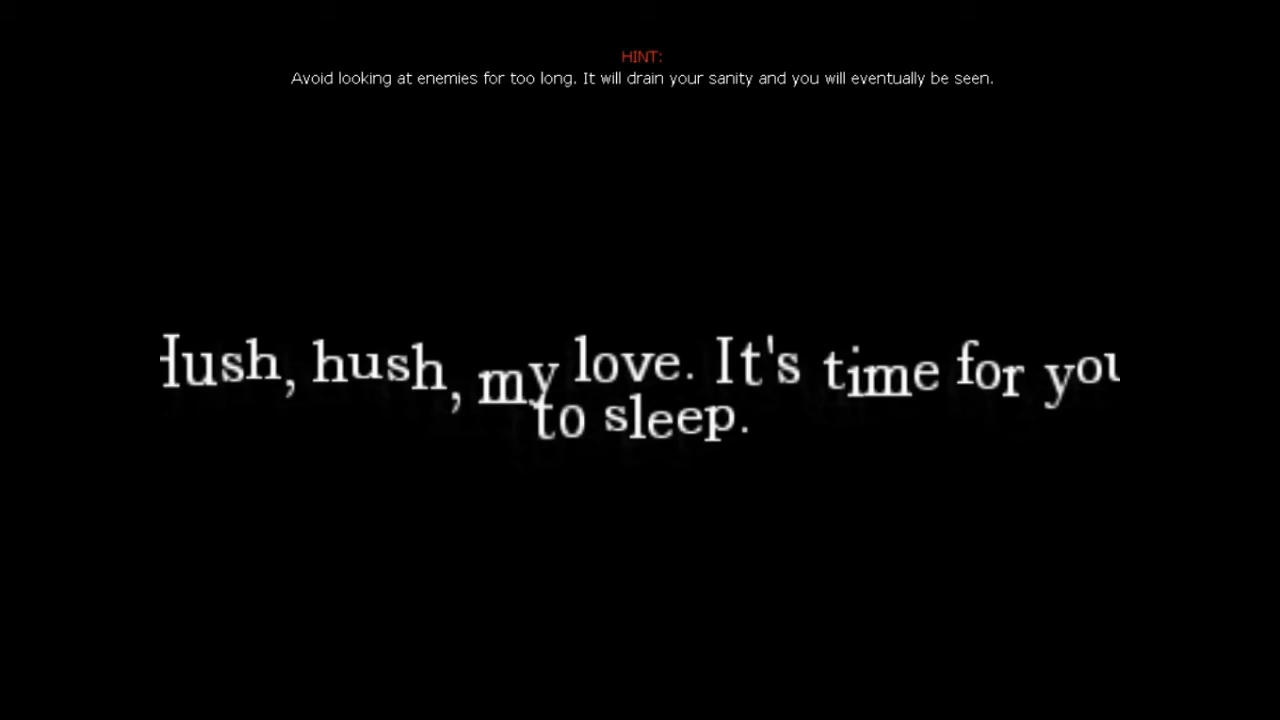 HINT:
Avoid looking at enemies for too long. It will drain your sanity and you will eventually be seen.
Hush, hush, my love. It's time for you
to sleep.